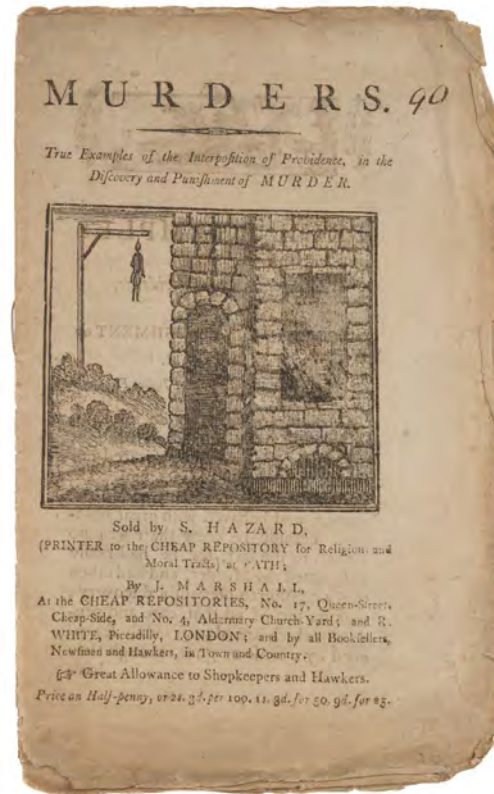 MURDERS. 90
True Examples of the Interpoſition of Providence, in the
Diſcovery and Puniſhment of MURDER.
Sold by S. HAZARD,
(PRINTER to the CHEAP REPOSITORY for Religion and
Moral Tracts) at BATH;
By J. MARSHALL,
At the CHEAP REPOSITORIES, No. 17, Queen-Street,
Cheap-Side, and No. 4, Aldermary Church-Yard; and R.
WHITE, Piccadilly, LONDON; and by all Bookſellers,
Newſmen and Hawkers, in Town and Country.
☞ Great Allowance to Shopkeepers and Hawkers.
Price an Half-penny, or 2s. 3d. per 100. 1s. 3d. for 50. 9d. for 25.